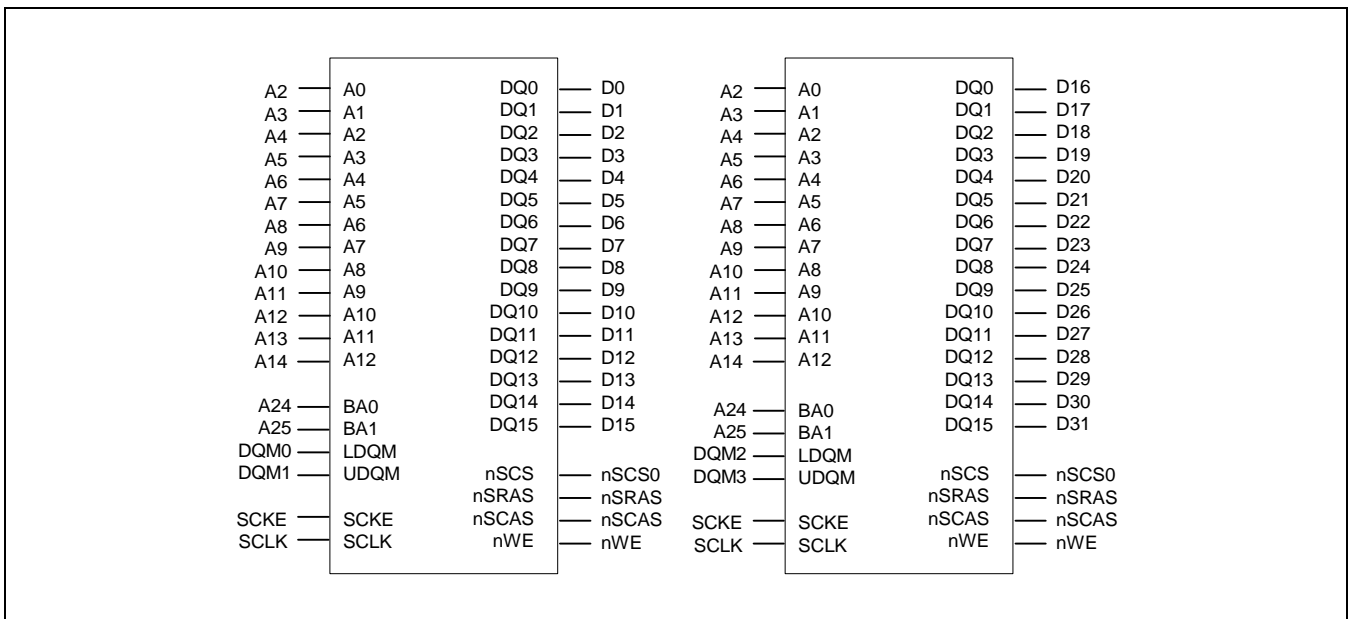 A2 A0 DQ0 D0 A2 A0 DQ0 D16
A3 A1 DQ1 D1 A3 A1 DQ1 D17
A4 A2 DQ2 D2 A4 A2 DQ2 D18
A5 A3 DQ3 D3 A5 A3 DQ3 D19
A6 A4 DQ4 D4 A6 A4 DQ4 D20
A7 A5 DQ5 D5 A7 A5 DQ5 D21
A8 A6 DQ6 D6 A8 A6 DQ6 D22
A9 A7 DQ7 D7 A9 A7 DQ7 D23
A10 A8 DQ8 D8 A10 A8 DQ8 D24
A11 A9 DQ9 D9 A11 A9 DQ9 D25
A12 A10 DQ10 D10 A12 A10 DQ10 D26
A13 A11 DQ11 D11 A13 A11 DQ11 D27
A14 A12 DQ12 D12 A14 A12 DQ12 D28
DQ13 D13 DQ13 D29
A24 BA0 DQ14 D14 A24 BA0 DQ14 D30
A25 BA1 DQ15 D15 A25 BA1 DQ15 D31
DQM0 LDQM DQM2 LDQM
DQM1 UDQM nSCS nSCS0 DQM3 UDQM nSCS nSCS0
nSRAS nSRAS nSRAS nSRAS
SCKE SCKE nSCAS nSCAS SCKE SCKE nSCAS nSCAS
SCLK SCLK nWE nWE SCLK SCLK nWE nWE